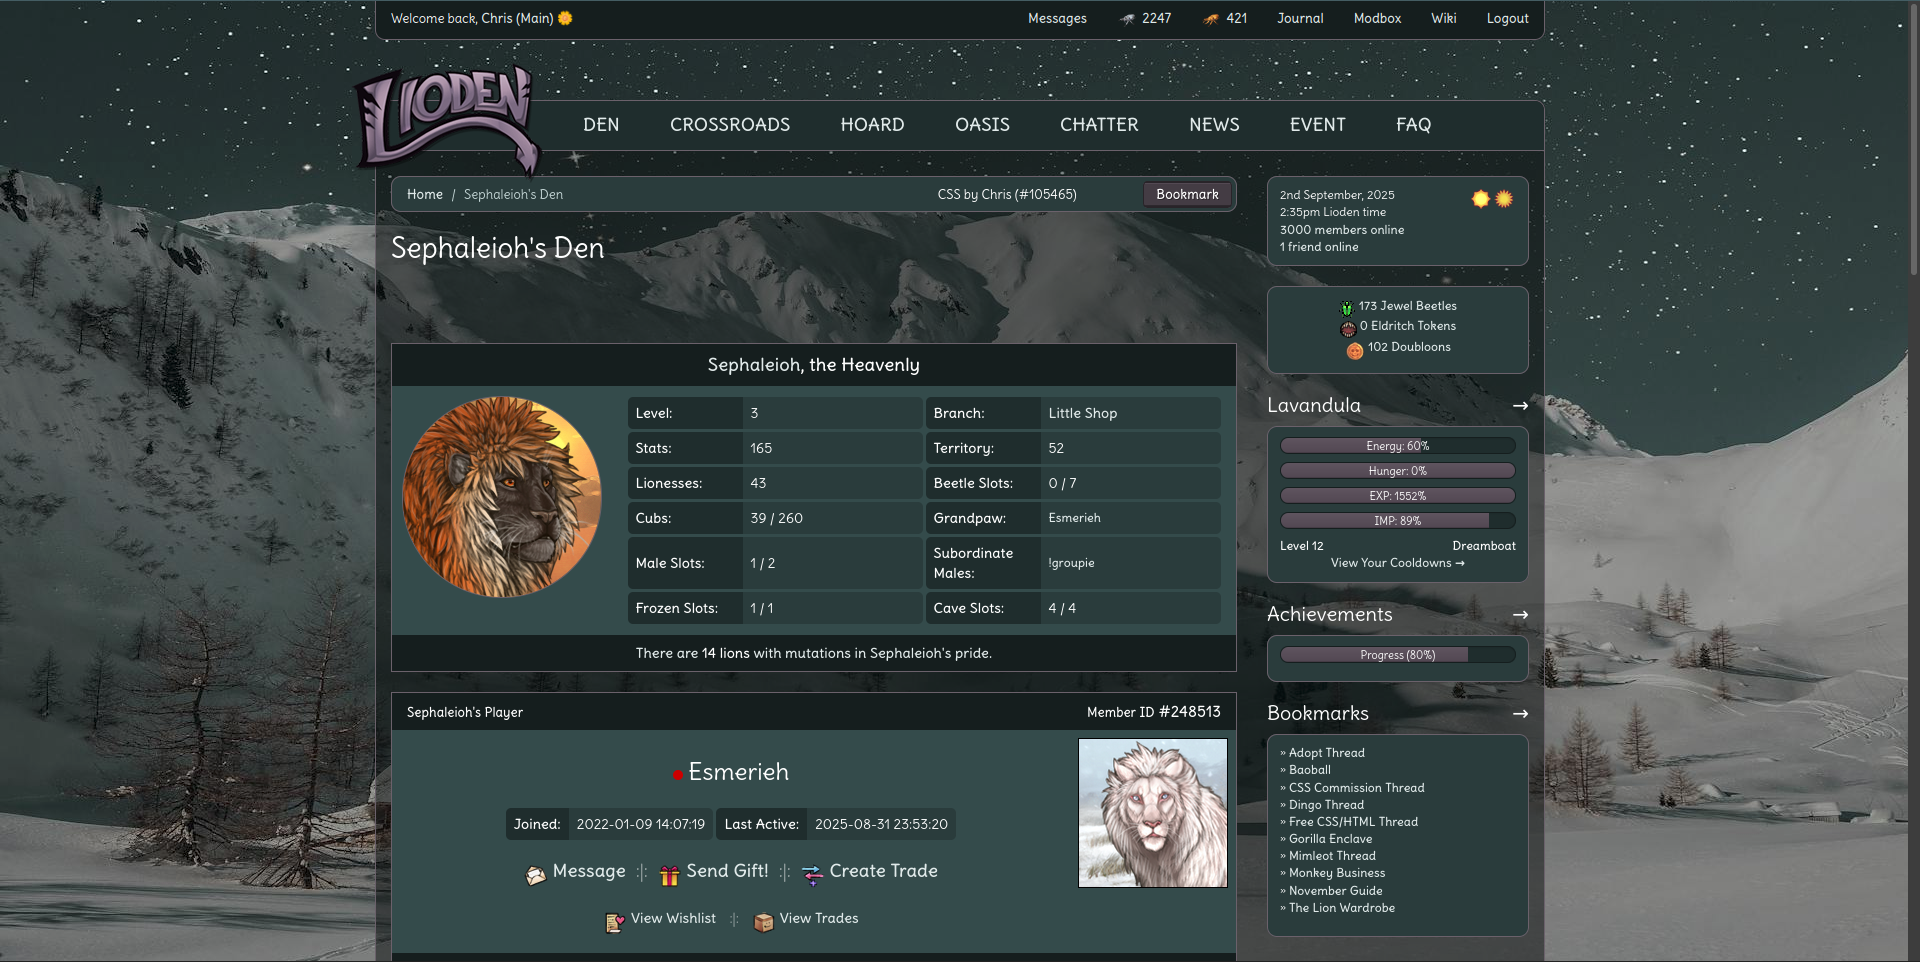 Welcome back, Chris (Main)
Messages 2247 421 Journal Modbox Wiki Logout
LIODEN
DEN CROSSROADS HOARD OASIS CHATTER NEWS EVENT FAQ
Home / Sephaleioh's Den CSS by Chris (#105465) Bookmark
Sephaleioh's Den
Sephaleioh, the Heavenly
Level: 3 Branch: Little Shop
Stats: 165 Territory: 52
Lionesses: 43 Beetle Slots: 0 / 7
Cubs: 39 / 260 Grandpaw: Esmerieh
Male Slots: 1 / 2 Subordinate Males: !groupie
Frozen Slots: 1 / 1 Cave Slots: 4 / 4
There are 14 lions with mutations in Sephaleioh's pride.
Sephaleioh's Player Member ID #248513
Esmerieh
Joined: 2022-01-09 14:07:19 Last Active: 2025-08-31 23:53:20
Message :|: Send Gift! :|: Create Trade
View Wishlist :|: View Trades
2nd September, 2025
2:35pm Lioden time
3000 members online
1 friend online
173 Jewel Beetles
0 Eldritch Tokens
102 Doubloons
Lavandula →
Energy: 60%
Hunger: 0%
EXP: 1552%
IMP: 89%
Level 12 Dreamboat
View Your Cooldowns →
Achievements →
Progress (80%)
Bookmarks →
» Adopt Thread
» Baoball
» CSS Commission Thread
» Dingo Thread
» Free CSS/HTML Thread
» Gorilla Enclave
» Mimleot Thread
» Monkey Business
» November Guide
» The Lion Wardrobe